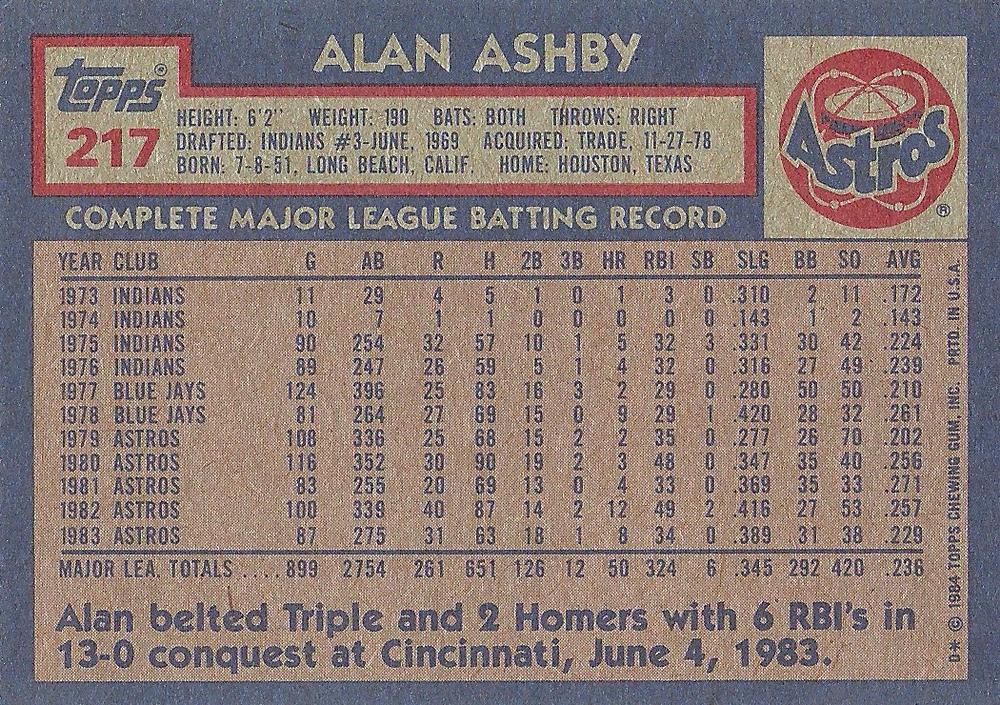 ALAN ASHBY
Topps®
217
HEIGHT: 6'2" WEIGHT: 190 BATS: BOTH THROWS: RIGHT
DRAFTED: INDIANS #3-JUNE, 1969 ACQUIRED: TRADE, 11-27-78
BORN: 7-8-51, LONG BEACH, CALIF. HOME: HOUSTON, TEXAS
Astros ®
COMPLETE MAJOR LEAGUE BATTING RECORD
YEAR CLUB G AB R H 2B 3B HR RBI SB SLG BB SO AVG
1973 INDIANS 11 29 4 5 1 0 1 3 0 .310 2 11 .172
1974 INDIANS 10 7 1 1 0 0 0 0 0 .143 1 2 .143
1975 INDIANS 90 254 32 57 10 1 5 32 3 .331 30 42 .224
1976 INDIANS 89 247 26 59 5 1 4 32 0 .316 27 49 .239
1977 BLUE JAYS 124 396 25 83 16 3 2 29 0 .280 50 50 .210
1978 BLUE JAYS 81 264 27 69 15 0 9 29 1 .420 28 32 .261
1979 ASTROS 108 336 25 68 15 2 2 35 0 .277 26 70 .202
1980 ASTROS 116 352 30 90 19 2 3 48 0 .347 35 40 .256
1981 ASTROS 83 255 20 69 13 0 4 33 0 .369 35 33 .271
1982 ASTROS 100 339 40 87 14 2 12 49 2 .416 27 53 .257
1983 ASTROS 87 275 31 63 18 1 8 34 0 .389 31 38 .229
MAJOR LEA. TOTALS .... 899 2754 261 651 126 12 50 324 6 .345 292 420 .236
Alan belted Triple and 2 Homers with 6 RBI's in
13-0 conquest at Cincinnati, June 4, 1983.
D* © 1984 TOPPS CHEWING GUM INC. PRTD. IN U.S.A.